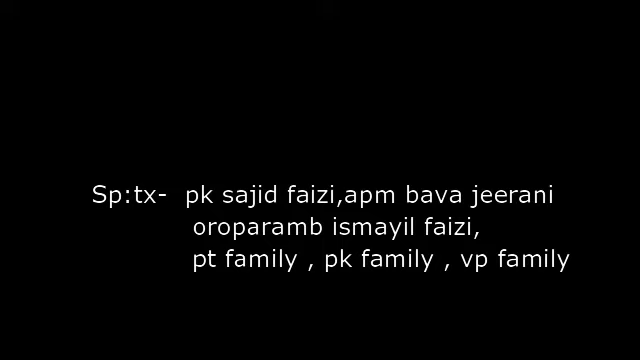 Sp:tx- pk sajid faizi,apm bava jeerani
oroparamb ismayil faizi,
pt family , pk family , vp family